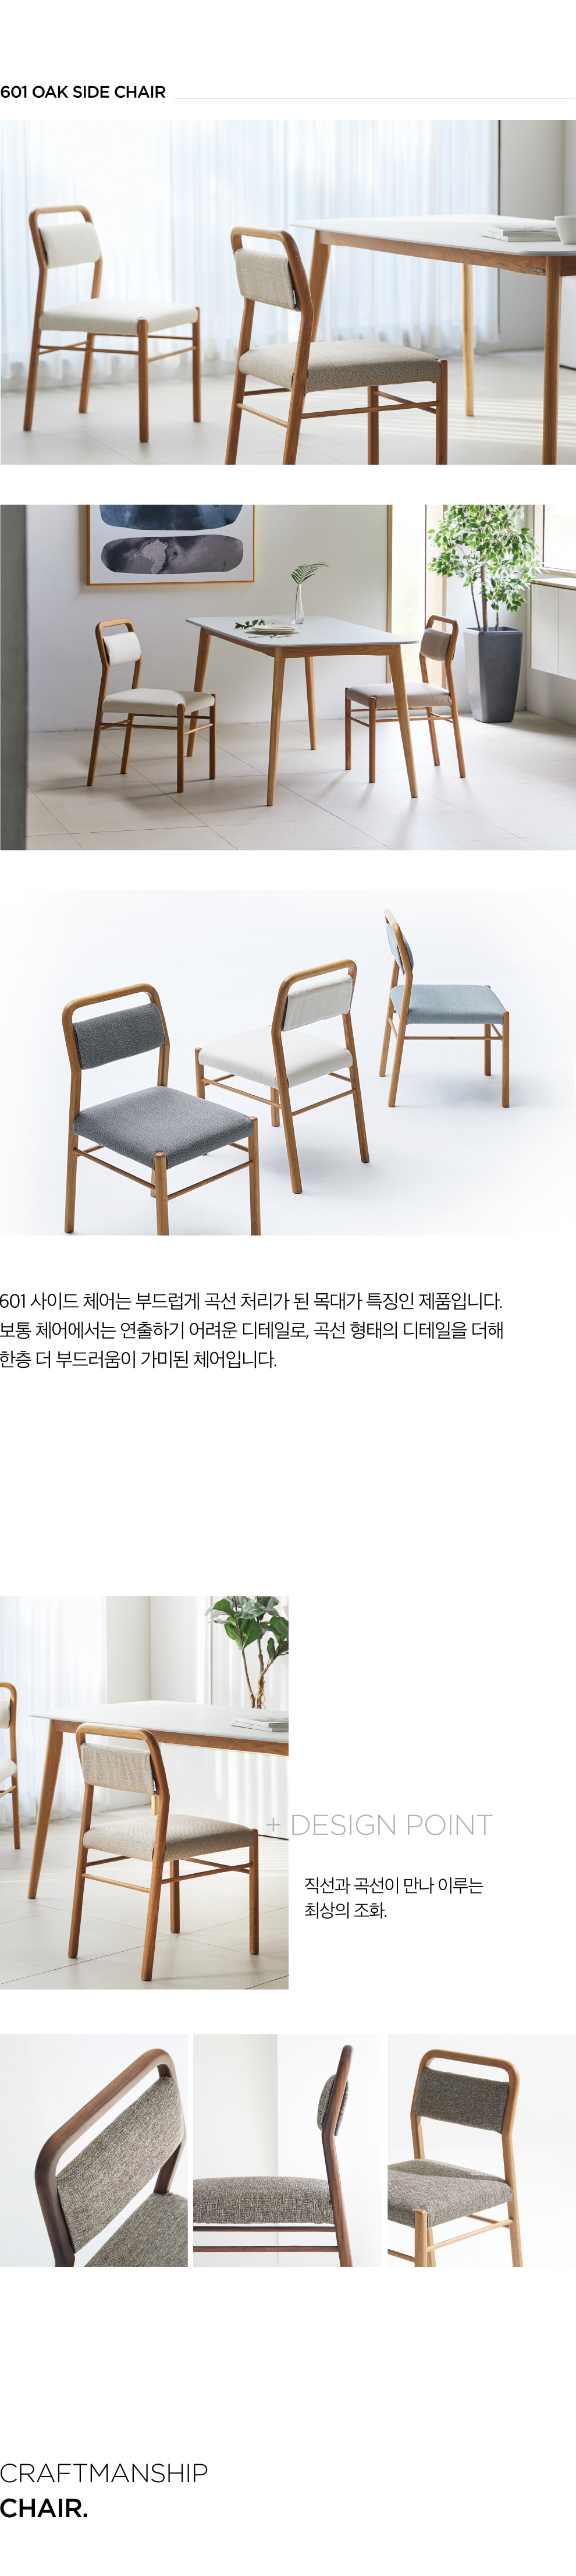 601 OAK SIDE CHAIR
601 사이드 체어는 부드럽게 곡선 처리가 된 목대가 특징인 제품입니다.
보통 체어에서는 연출하기 어려운 디테일로, 곡선 형태의 디테일을 더해
한층 더 부드러움이 가미된 체어입니다.
+ DESIGN POINT
직선과 곡선이 만나 이루는
최상의 조화.
CRAFTMANSHIP
CHAIR.